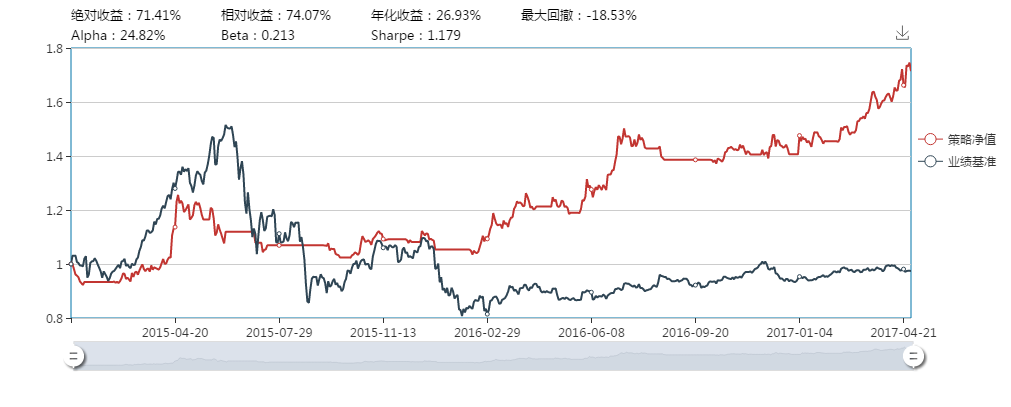 绝对收益：71.41% 相对收益：74.07% 年化收益：26.93% 最大回撤：-18.53%
Alpha：24.82% Beta：0.213 Sharpe：1.179
1.8
1.6
1.4
1.2
1
0.8
策略净值
业绩基准
2015-04-20 2015-07-29 2015-11-13 2016-02-29 2016-06-08 2016-09-20 2017-01-04 2017-04-21